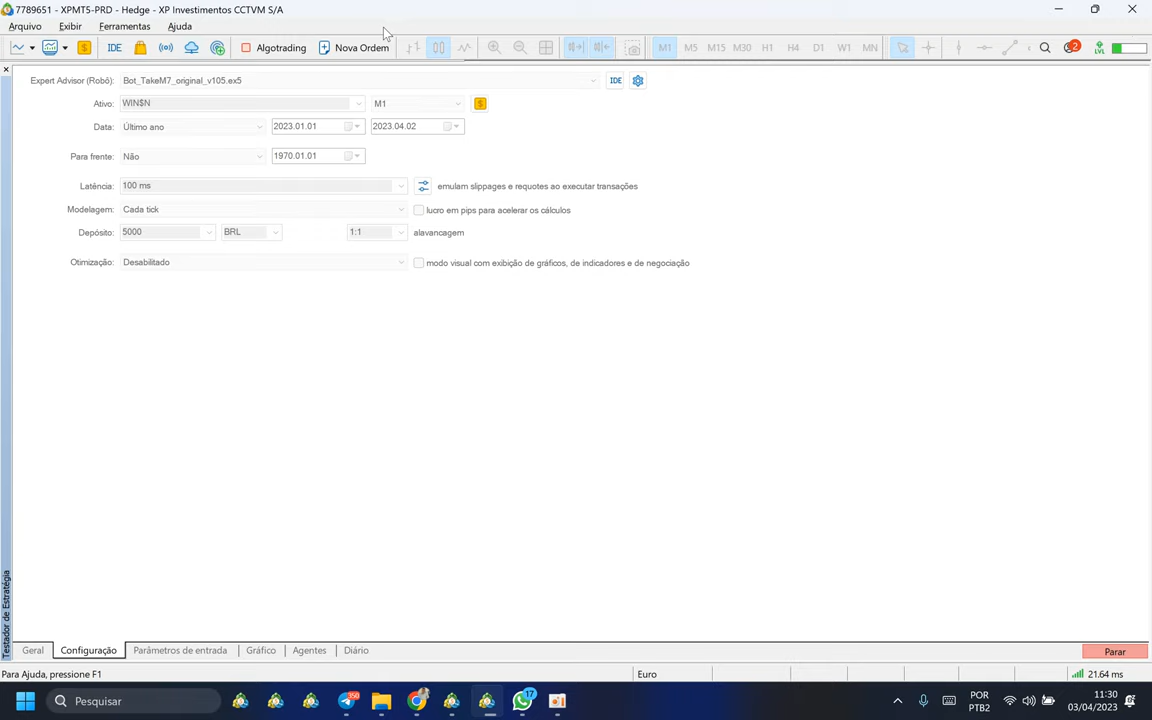 7789651 - XPMT5-PRD - Hedge - XP Investimentos CCTVM S/A
Arquivo Exibir Ferramentas Ajuda
IDE Algotrading Nova Ordem M1 M5 M15 M30 H1 H4 D1 W1 MN 2 LVL
Expert Advisor (Robô): Bot_TakeM7_original_v105.ex5 IDE
Ativo: WIN$N M1 $
Data: Último ano 2023.01.01 2023.04.02
Para frente: Não 1970.01.01
Latência: 100 ms emulam slippages e requotes ao executar transações
Modelagem: Cada tick lucro em pips para acelerar os cálculos
Depósito: 5000 BRL 1:1 alavancagem
Otimização: Desabilitado modo visual com exibição de gráficos, de indicadores e de negociação
Testador de Estratégia
Geral Configuração Parâmetros de entrada Gráfico Agentes Diário Parar
Para Ajuda, pressione F1 Euro 21.64 ms
Pesquisar 350 17 POR PTB2 11:30 03/04/2023